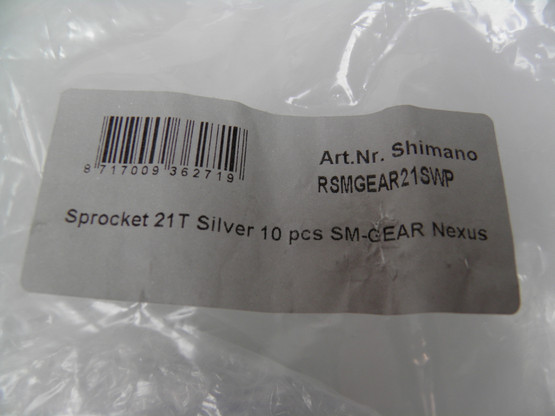 Art.Nr. Shimano
8 717009 362719
RSMGEAR21SWP
Sprocket 21T Silver 10 pcs SM-GEAR Nexus